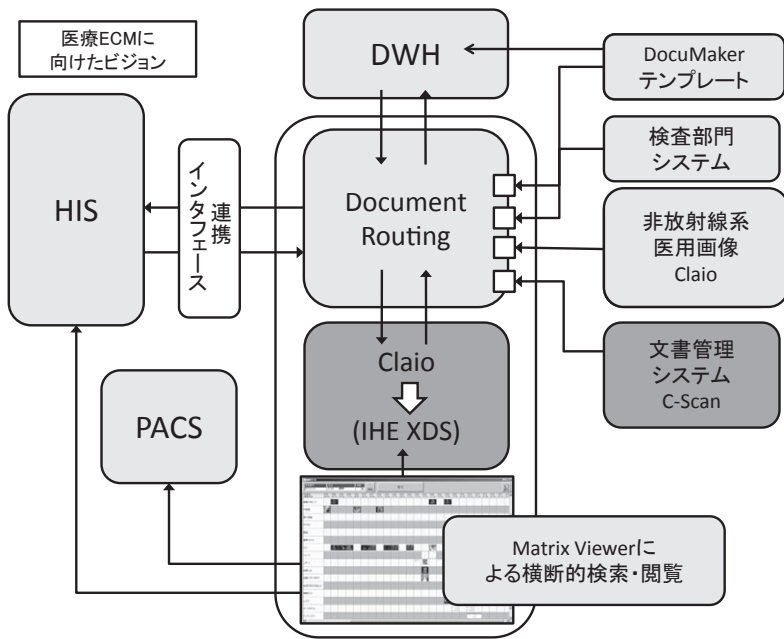 医療ECMに
向けたビジョン
DWH
DocuMaker
テンプレート
検査部門
システム
非放射線系
医用画像
Claio
文書管理
システム
C-Scan
HIS
連携
インタフェース
Document
Routing
Claio
(IHE XDS)
PACS
Matrix Viewerに
よる横断的検索・閲覧